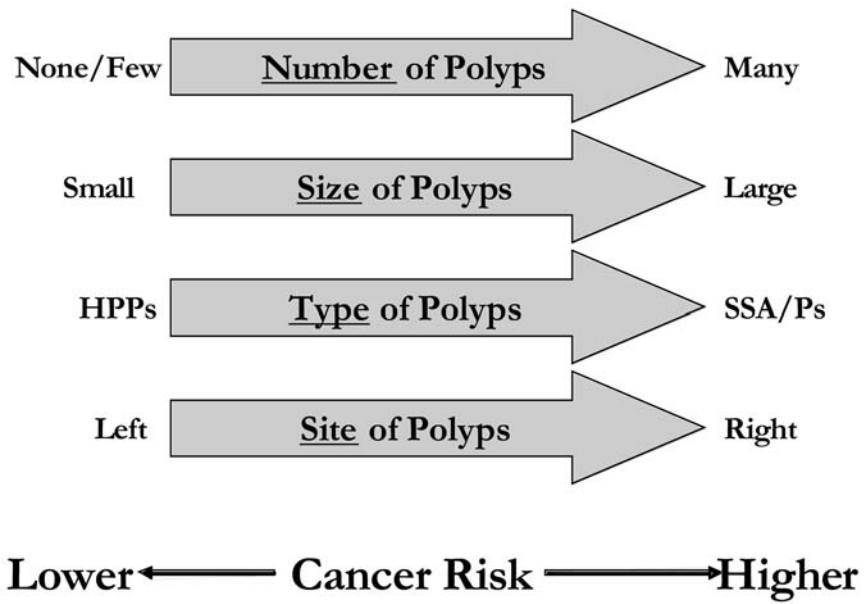 None/Few Number of Polyps Many
Small Size of Polyps Large
HPPs Type of Polyps SSA/Ps
Left Site of Polyps Right
Lower Cancer Risk Higher